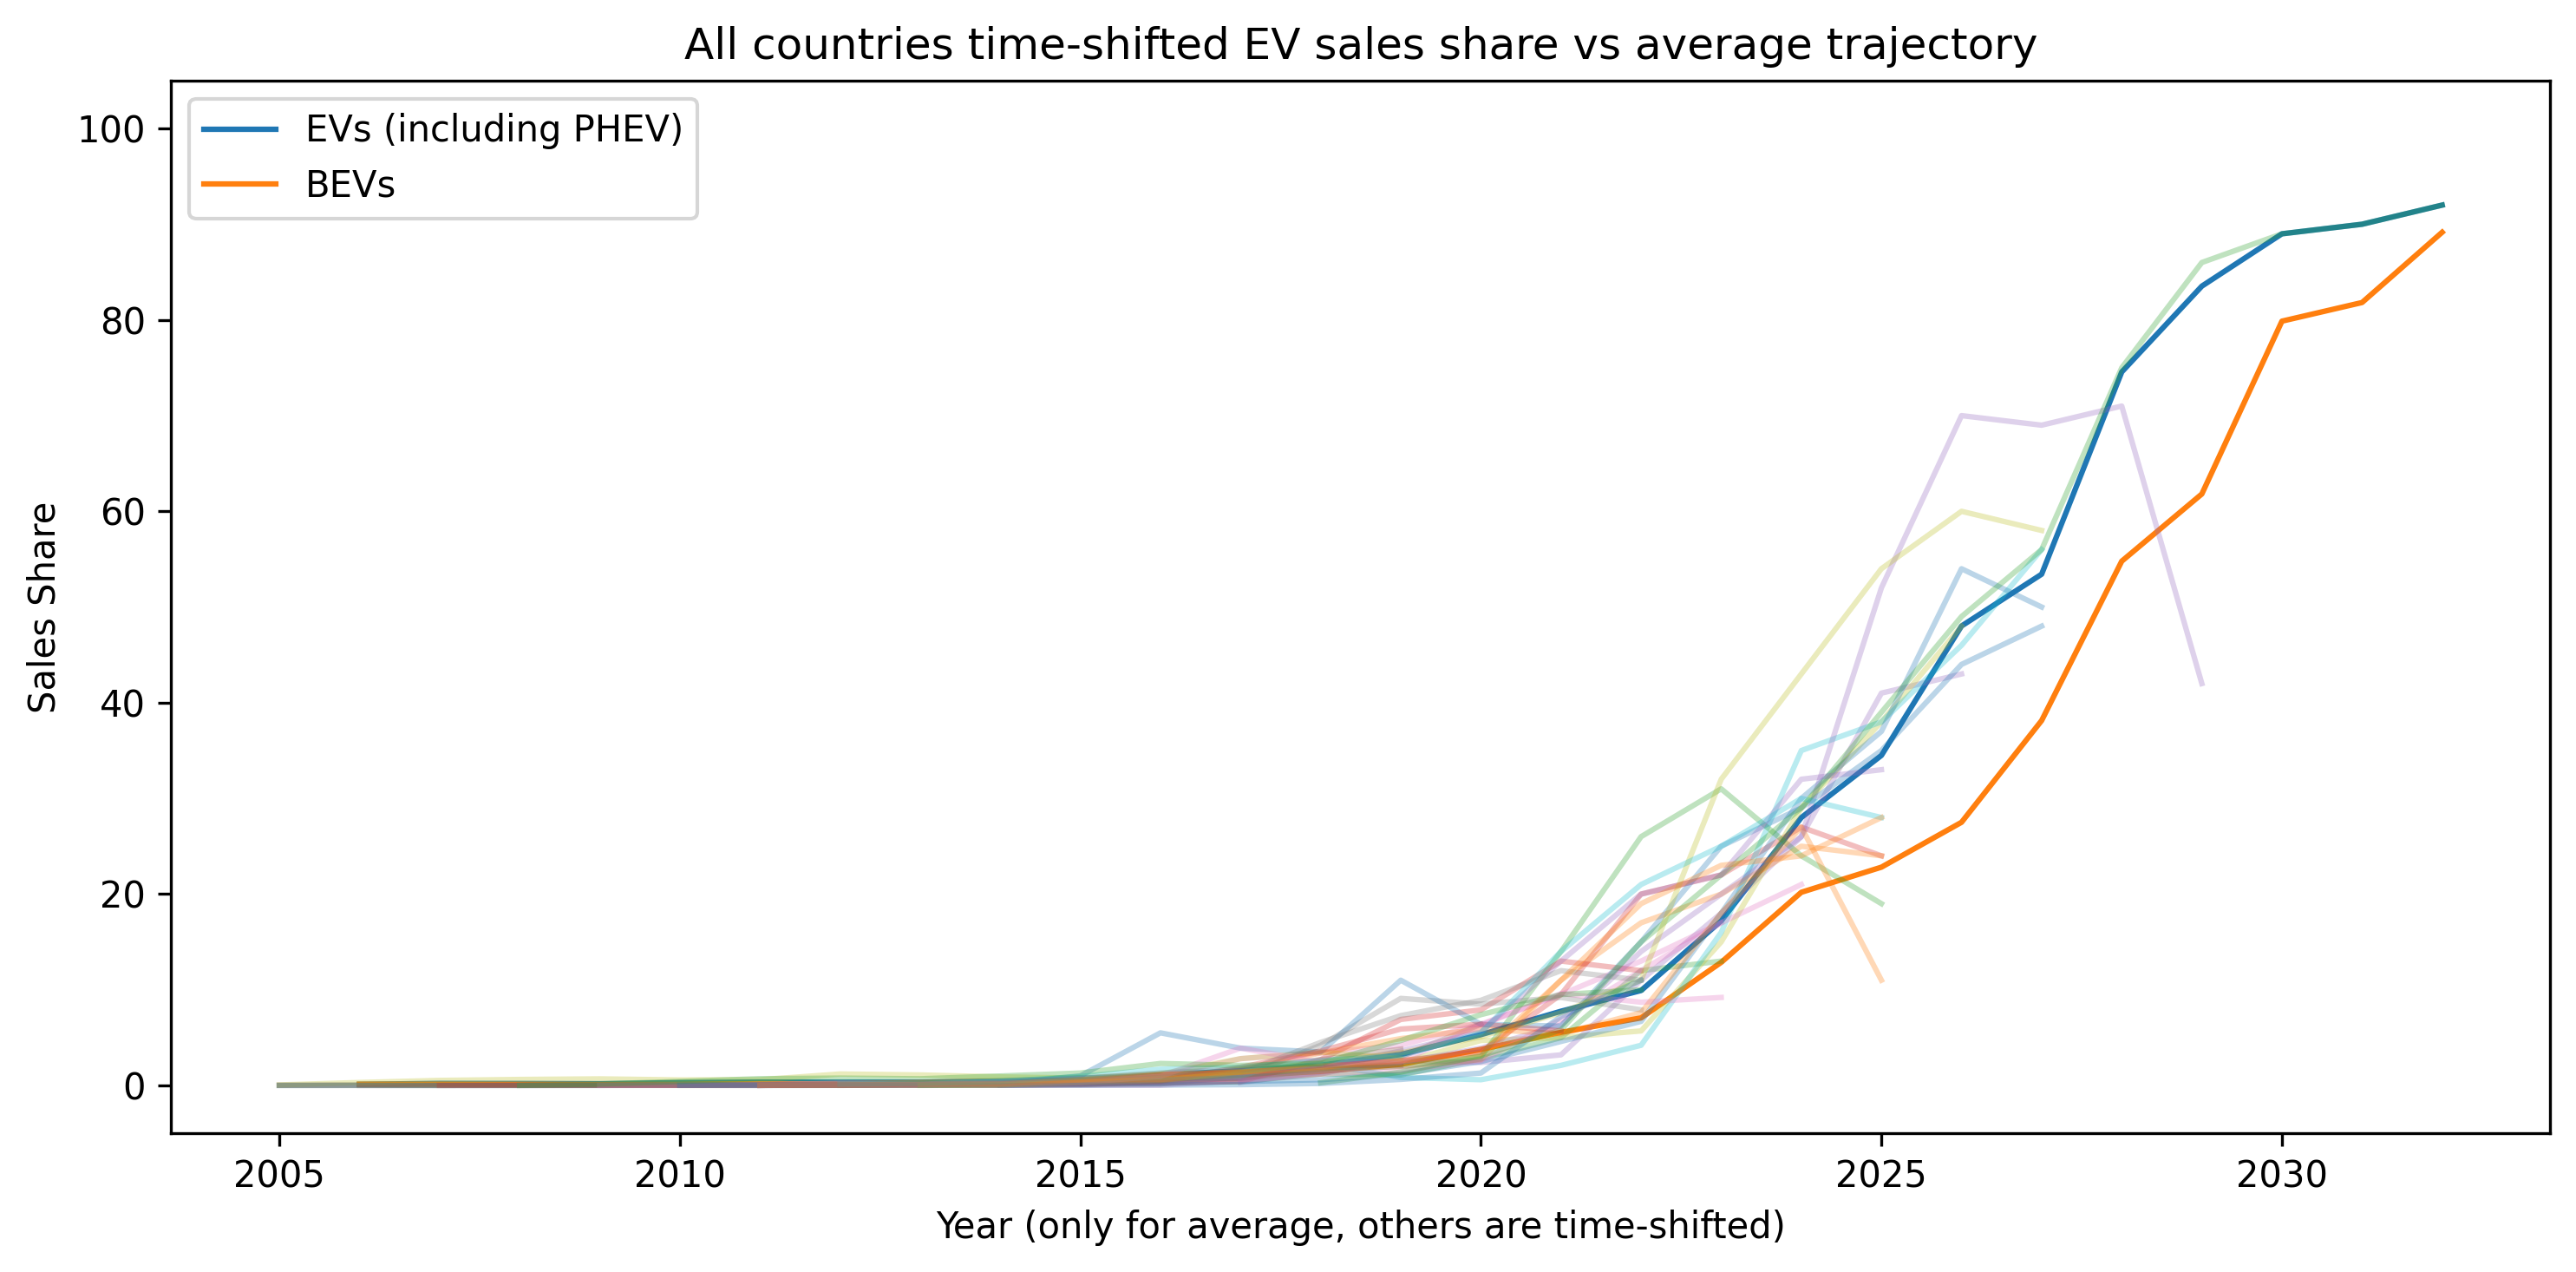 All countries time-shifted EV sales share vs average trajectory
EVs (including PHEV)
BEVs
100
80
60
40
20
0
Sales Share
2005 2010 2015 2020 2025 2030
Year (only for average, others are time-shifted)